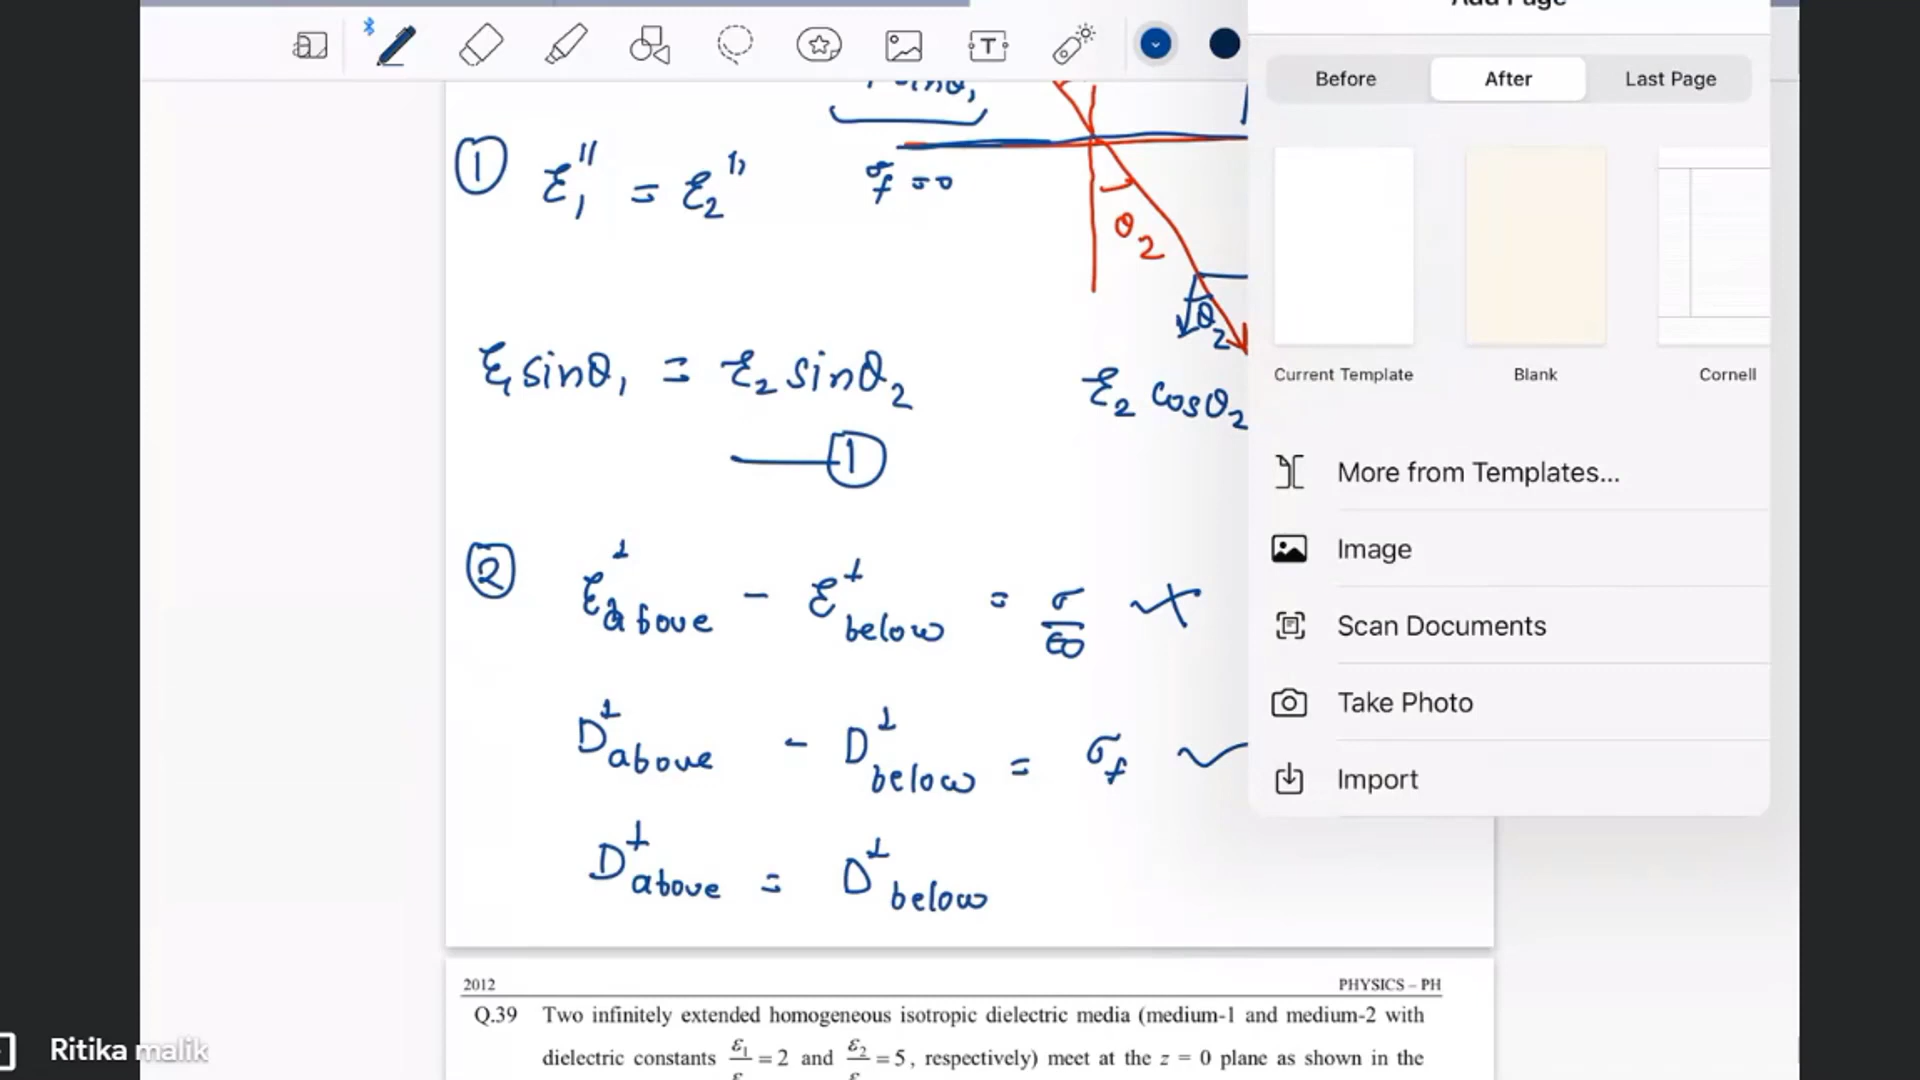 Before After Last Page
① E₁" = E₂"
σf = 0
θ₂
θ₂
Current Template Blank Cornell
E₁ sinθ₁ = E₂ sinθ₂
E₂ cosθ₂
①
More from Templates...
Image
② E⊥above - E⊥below = σ/ε0
Scan Documents
Take Photo
D⊥above - D⊥below = σf
Import
D⊥above = D⊥below
2012 PHYSICS – PH
Q.39 Two infinitely extended homogeneous isotropic dielectric media (medium-1 and medium-2 with
dielectric constants ε₁/ε = 2 and ε₂/ε = 5, respectively) meet at the z = 0 plane as shown in the
Ritika malik